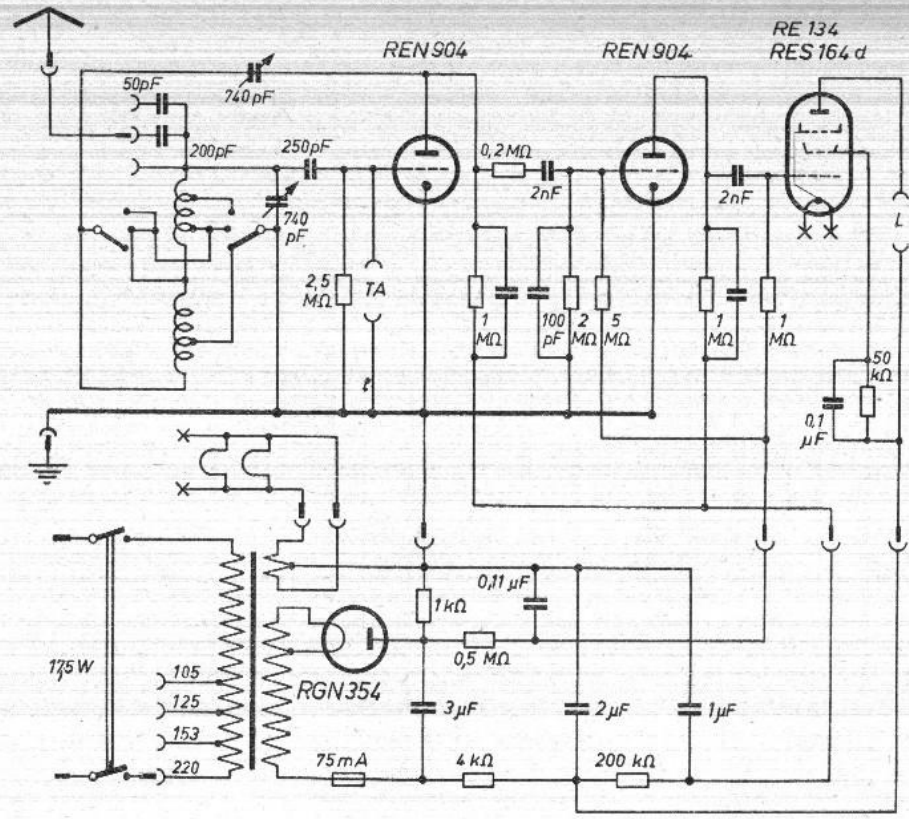 RE 134
RES 164 d
REN 904
REN 904
50pF
740 pF
200pF
250pF
0,2 MΩ
2nF
2nF
740
pF
L
2,5
MΩ
TA
1
MΩ
100
pF
2
MΩ
5
MΩ
1
MΩ
1
MΩ
50
kΩ
0,1
µF
0,11 µF
1 kΩ
0,5 MΩ
17,5 W
105
125
153
220
RGN 354
3 µF
2 µF
1 µF
75 mA
4 kΩ
200 kΩ